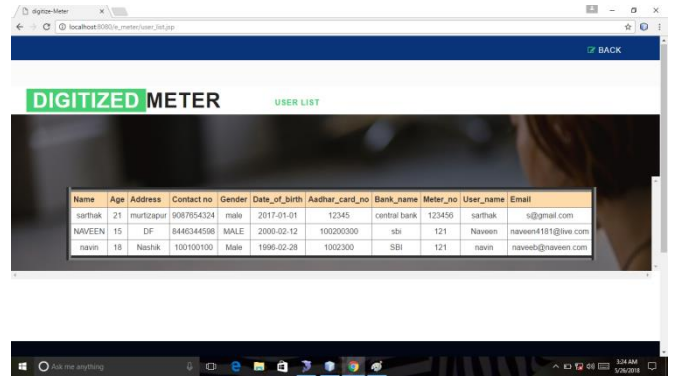 digitize-Meter
localhost:8080/e_meter/user_list.jsp
BACK
DIGITIZED METER
USER LIST
Name Age Address Contact no Gender Date_of_birth Aadhar_card_no Bank_name Meter_no User_name Email
sarthak 21 murtizapur 9087654324 male 2017-01-01 12345 central bank 123456 sarthak s@gmail.com
NAVEEN 15 DF 8446344598 MALE 2000-02-12 100200300 sbi 121 Naveen naveen4181@live.com
navin 18 Nashik 100100100 Male 1996-02-28 1002300 SBI 121 navin naveeb@naveen.com
Ask me anything
3:24 AM
5/26/2018